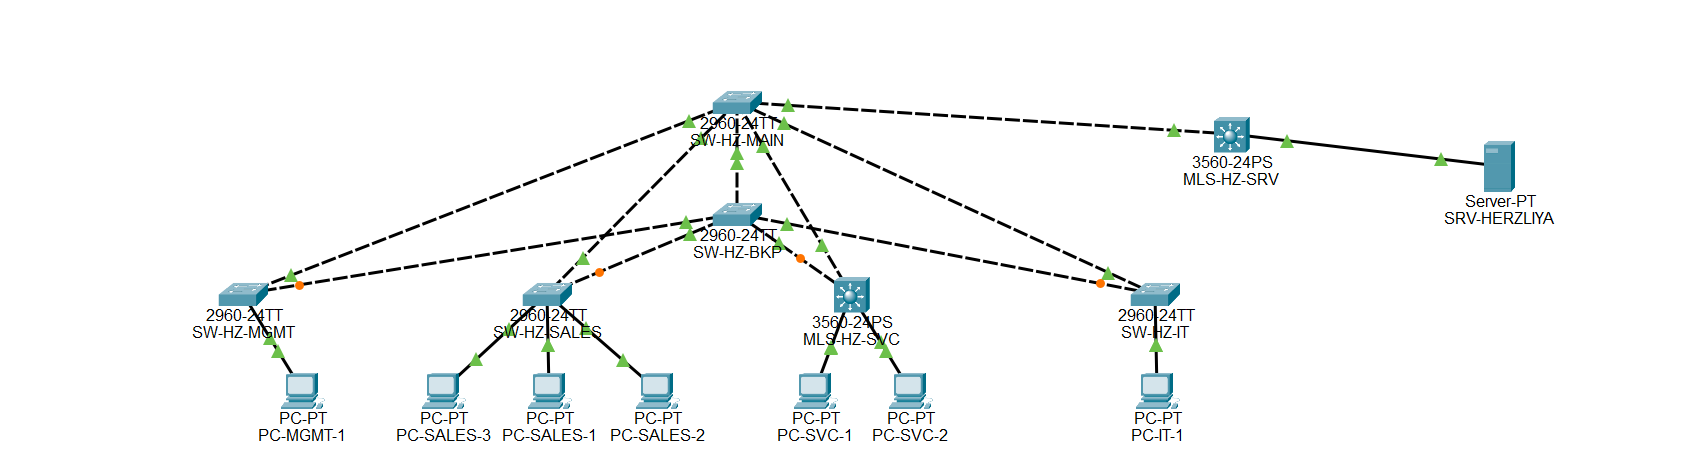 2960-24TT
SW-HZ-MAIN
3560-24PS
MLS-HZ-SRV
Server-PT
SRV-HERZLIYA
2960-24TT
SW-HZ-BKP
2960-24TT
SW-HZ-MGMT
2960-24TT
SW-HZ-SALES
3560-24PS
MLS-HZ-SVC
2960-24TT
SW-HZ-IT
PC-PT
PC-MGMT-1
PC-PT
PC-SALES-3
PC-PT
PC-SALES-1
PC-PT
PC-SALES-2
PC-PT
PC-SVC-1
PC-PT
PC-SVC-2
PC-PT
PC-IT-1